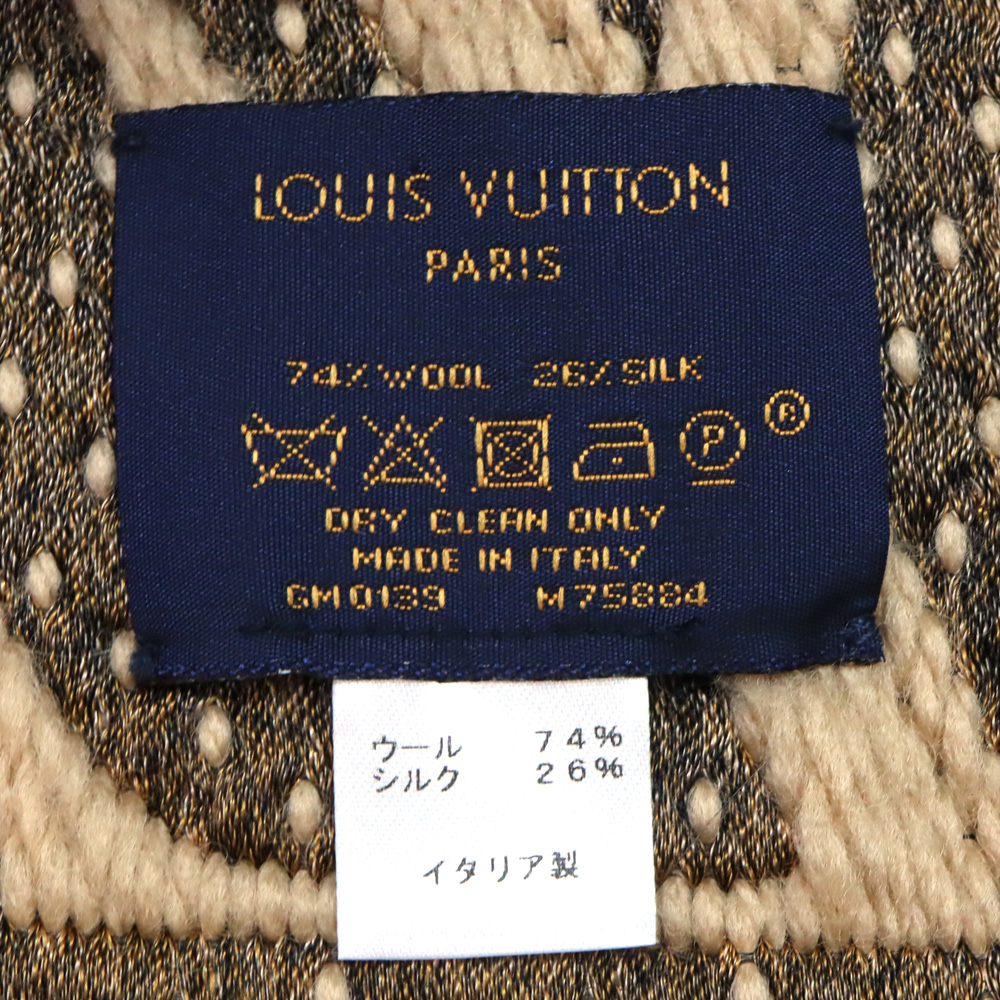 LOUIS VUITTON
PARIS
74% WOOL 26% SILK
P ®
DRY CLEAN ONLY
MADE IN ITALY
GM0139 M75884
ウール 74%
シルク 26%
イタリア製